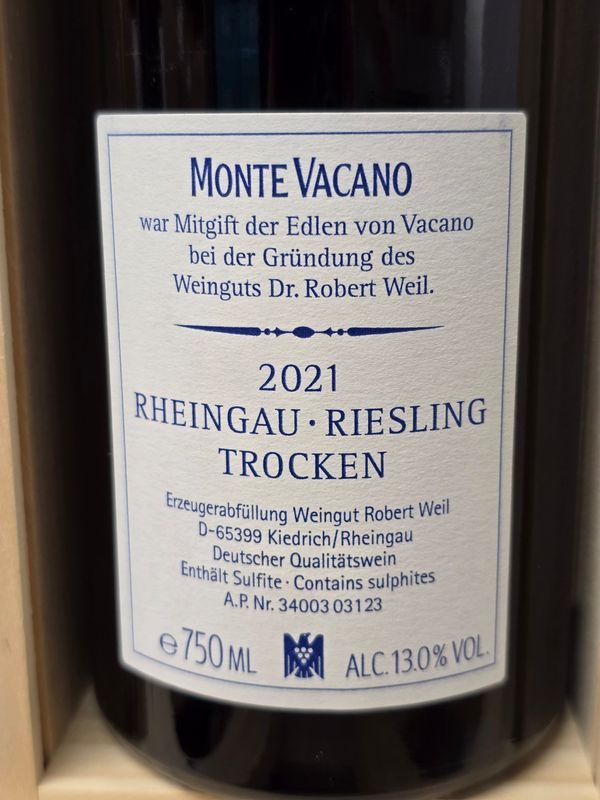 MONTE VACANO
war Mitgift der Edlen von Vacano
bei der Gründung des
Weinguts Dr. Robert Weil.
2021
RHEINGAU · RIESLING
TROCKEN
Erzeugerabfüllung Weingut Robert Weil
D-65399 Kiedrich/Rheingau
Deutscher Qualitätswein
Enthält Sulfite · Contains sulphites
A.P. Nr. 34003 03123
℮ 750 ML ALC. 13.0% VOL.